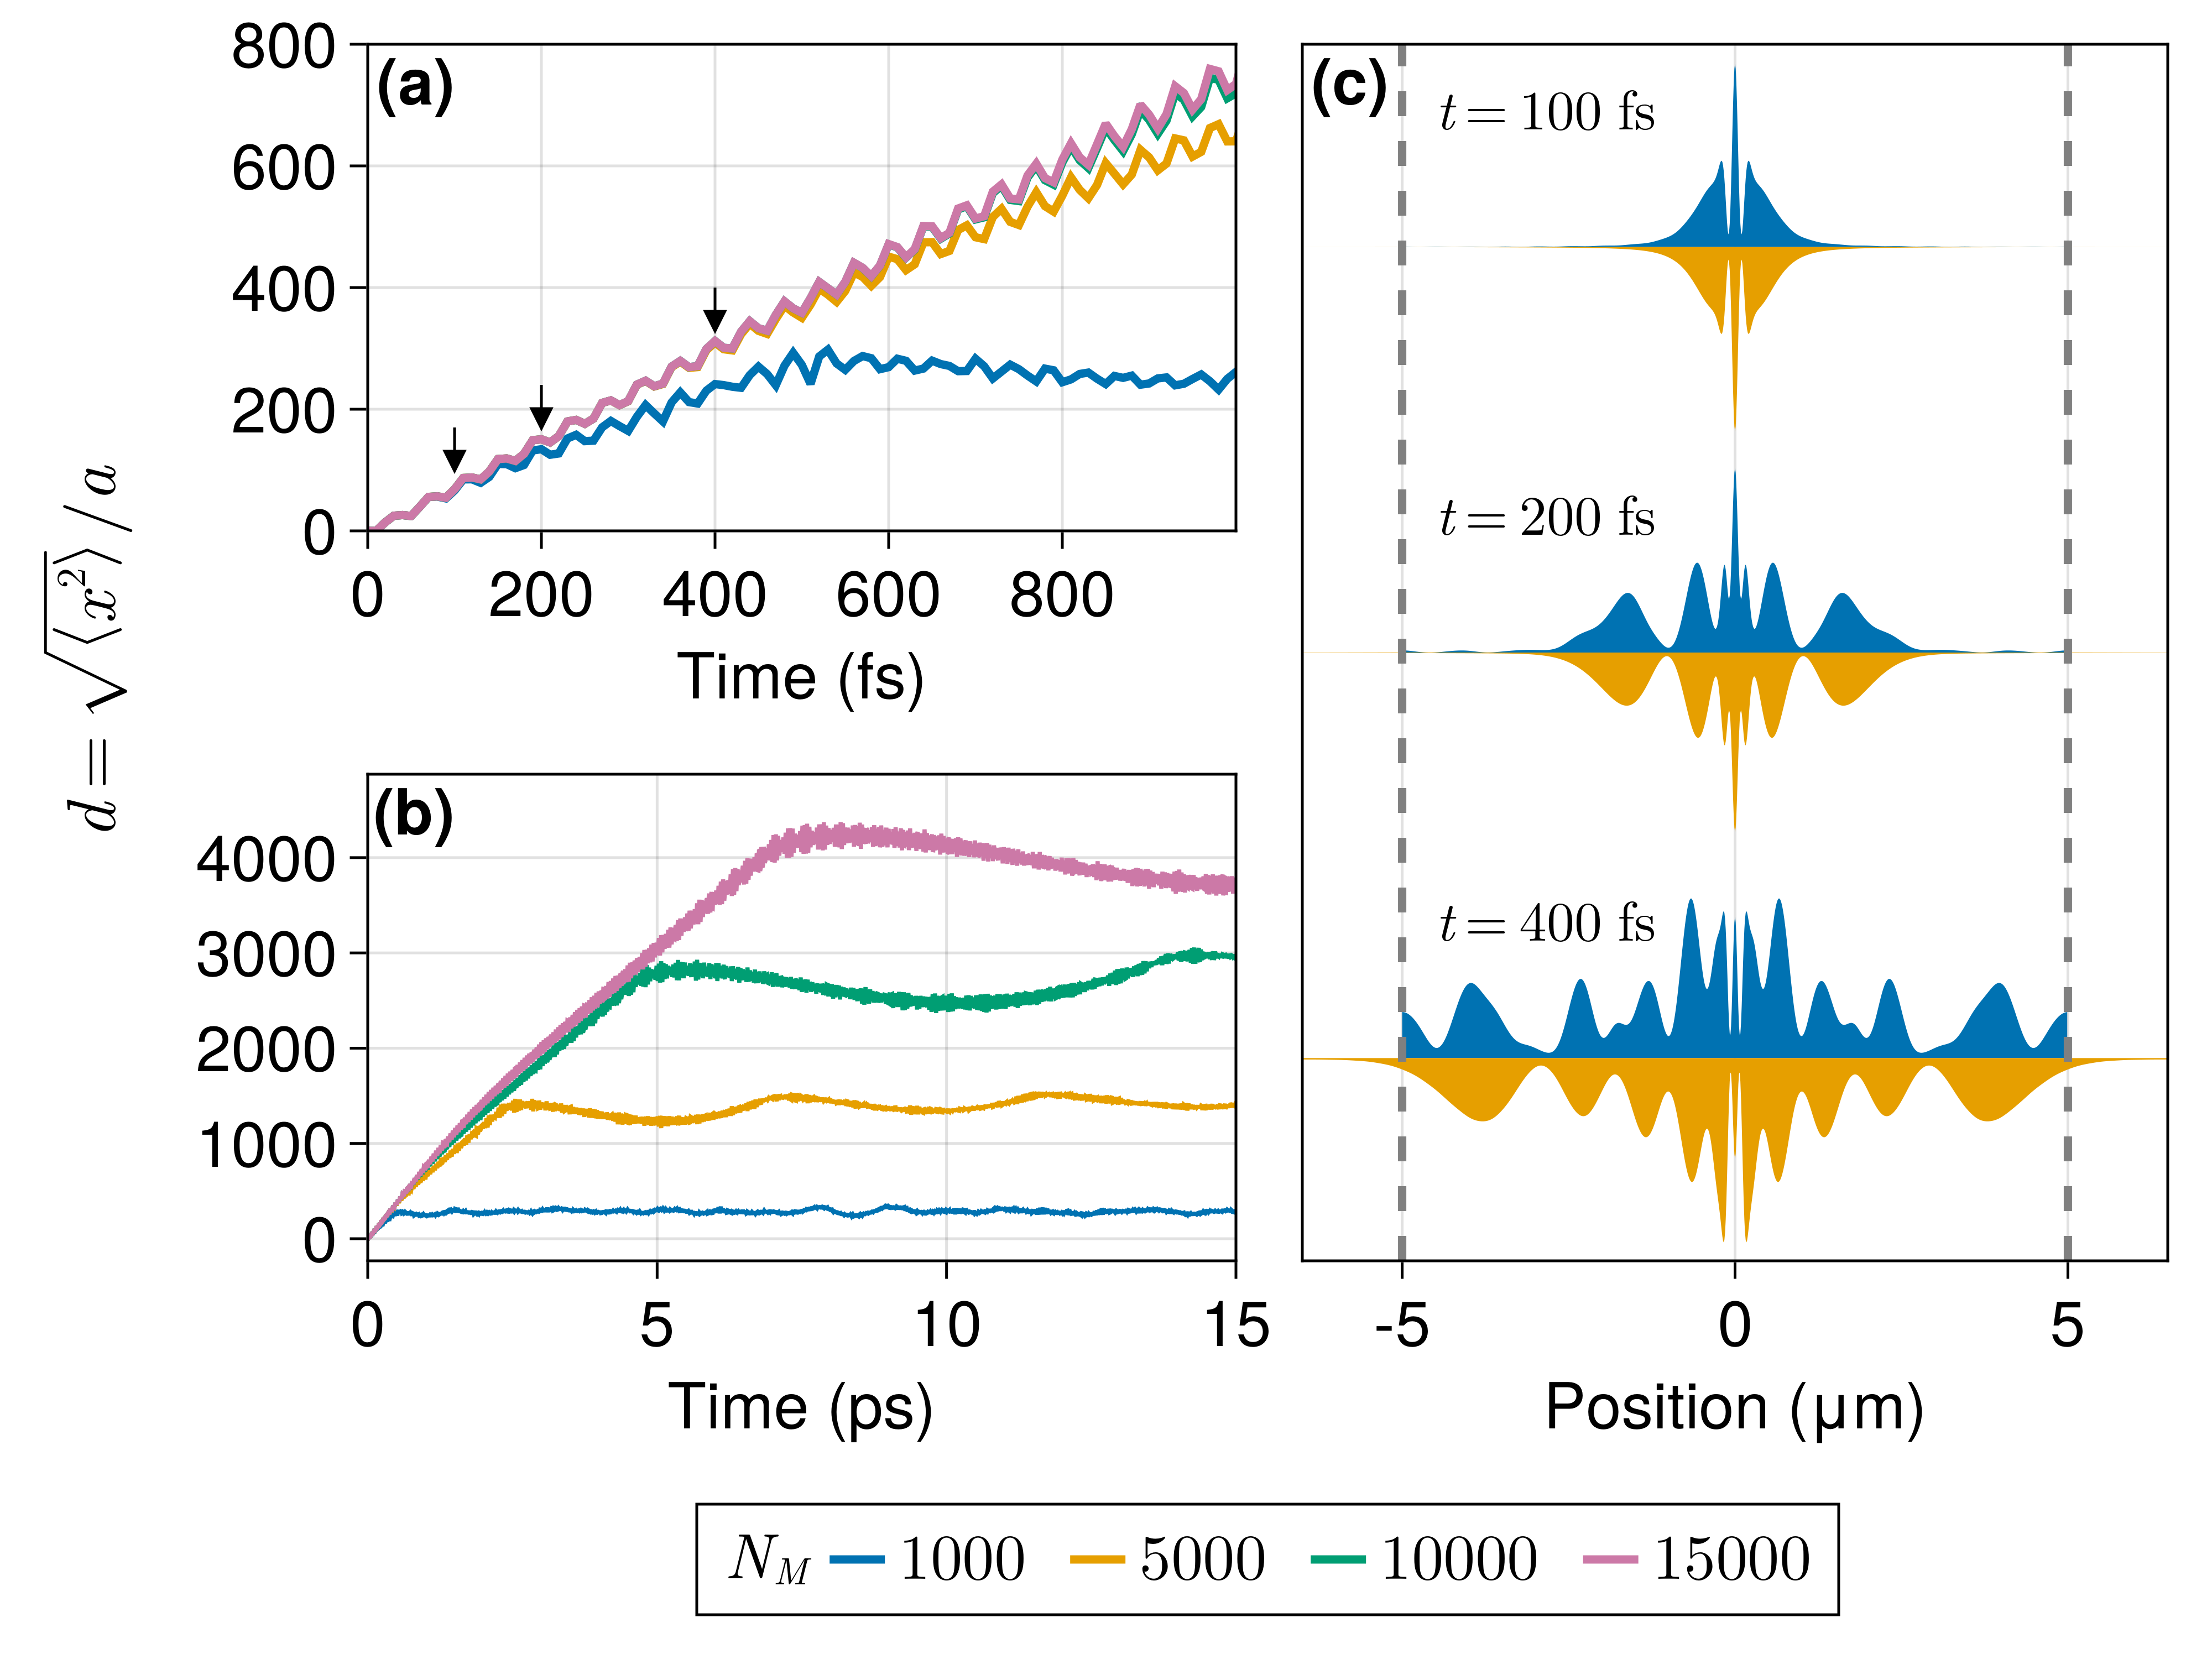 d = √⟨x²⟩ / a
(a)
800
600
400
200
0
0 200 400 600 800
Time (fs)
(b)
4000
3000
2000
1000
0
0 5 10 15
Time (ps)
(c)
t = 100 fs
t = 200 fs
t = 400 fs
-5 0 5
Position (μm)
N_M 1000 5000 10000 15000